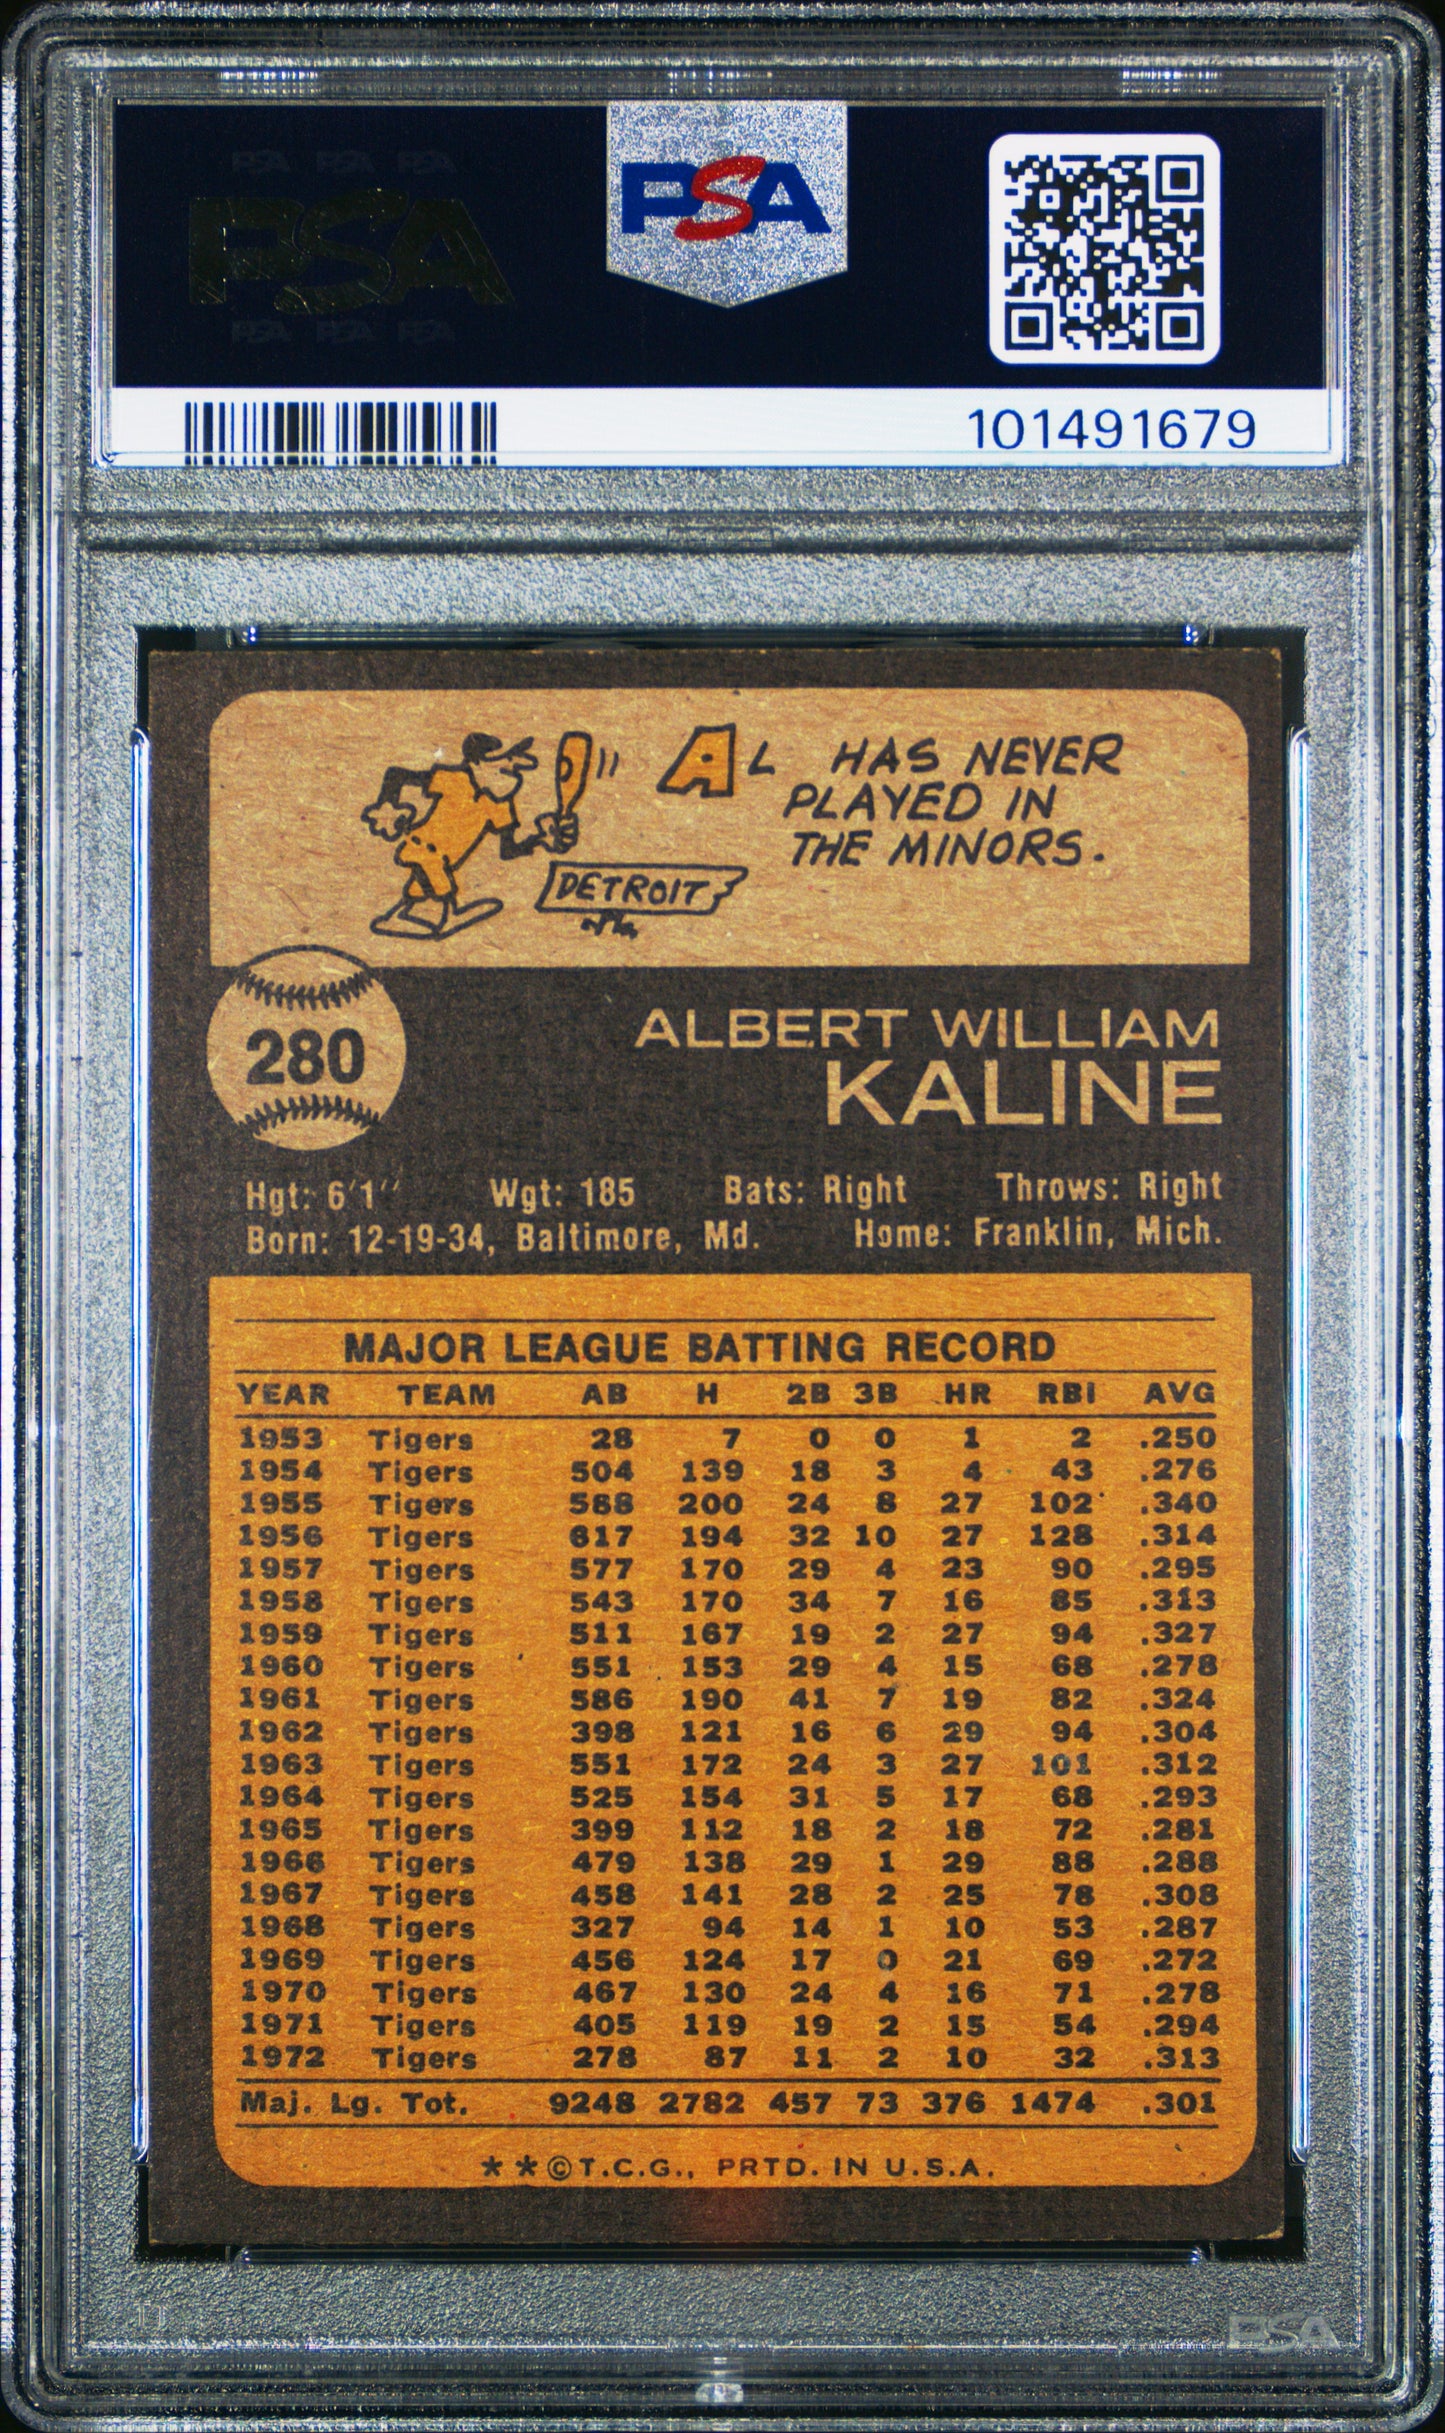 PSA PSA PSA
PSA
PSA PSA PSA
PSA
101491679
AL HAS NEVER
PLAYED IN
THE MINORS.
DETROIT
280
ALBERT WILLIAM
KALINE
Hgt: 6'1" Wgt: 185 Bats: Right Throws: Right
Born: 12-19-34, Baltimore, Md. Home: Franklin, Mich.
MAJOR LEAGUE BATTING RECORD
YEAR TEAM AB H 2B 3B HR RBI AVG
1953 Tigers 28 7 0 0 1 2 .250
1954 Tigers 504 139 18 3 4 43 .276
1955 Tigers 588 200 24 8 27 102 .340
1956 Tigers 617 194 32 10 27 128 .314
1957 Tigers 577 170 29 4 23 90 .295
1958 Tigers 543 170 34 7 16 85 .313
1959 Tigers 511 167 19 2 27 94 .327
1960 Tigers 551 153 29 4 15 68 .278
1961 Tigers 586 190 41 7 19 82 .324
1962 Tigers 398 121 16 6 29 94 .304
1963 Tigers 551 172 24 3 27 101 .312
1964 Tigers 525 154 31 5 17 68 .293
1965 Tigers 399 112 18 2 18 72 .281
1966 Tigers 479 138 29 1 29 88 .288
1967 Tigers 458 141 28 2 25 78 .308
1968 Tigers 327 94 14 1 10 53 .287
1969 Tigers 456 124 17 0 21 69 .272
1970 Tigers 467 130 24 4 16 71 .278
1971 Tigers 405 119 19 2 15 54 .294
1972 Tigers 278 87 11 2 10 32 .313
Maj. Lg. Tot. 9248 2782 457 73 376 1474 .301
**©T.C.G., PRTD. IN U.S.A.
PSA